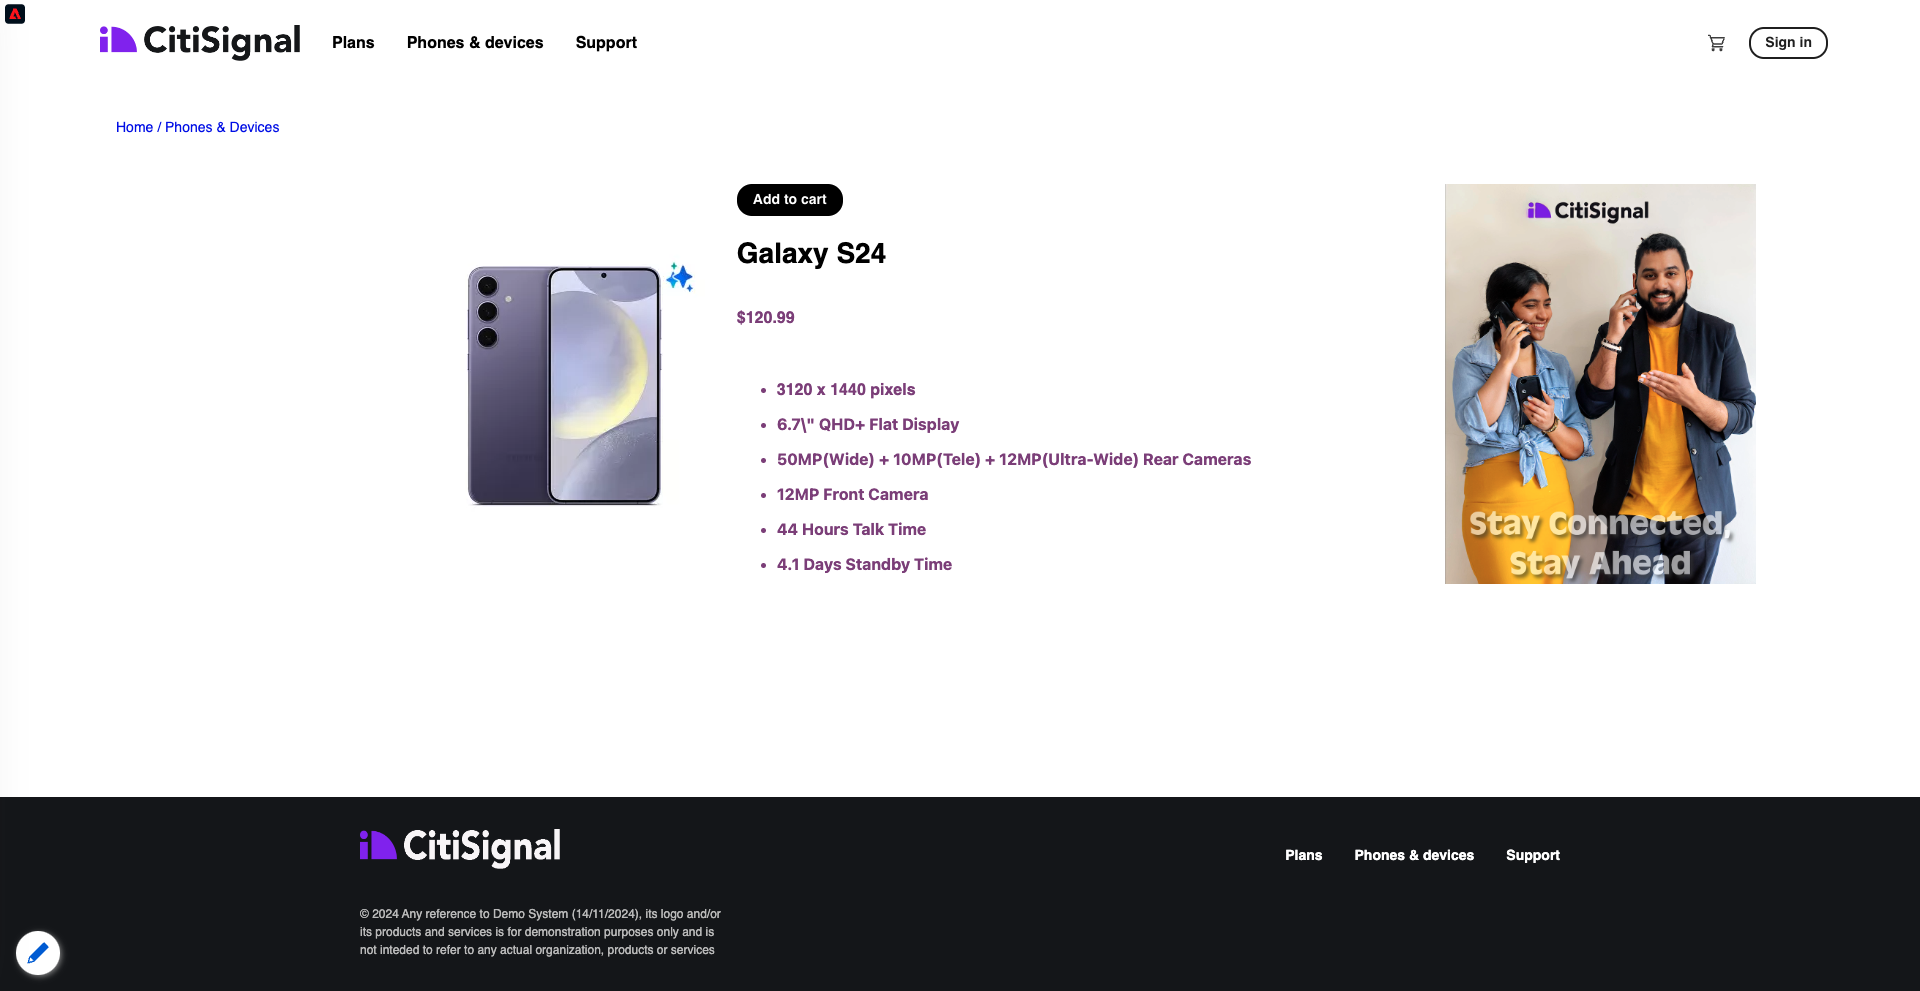 CitiSignal
Plans
Phones & devices
Support
Sign in
Home / Phones & Devices
Add to cart
Galaxy S24
$120.99
• 3120 x 1440 pixels
• 6.7\" QHD+ Flat Display
• 50MP(Wide) + 10MP(Tele) + 12MP(Ultra-Wide) Rear Cameras
• 12MP Front Camera
• 44 Hours Talk Time
• 4.1 Days Standby Time
CitiSignal
Stay Connected,
Stay Ahead
CitiSignal
Plans
Phones & devices
Support
© 2024 Any reference to Demo System (14/11/2024), its logo and/or
its products and services is for demonstration purposes only and is
not inteded to refer to any actual organization, products or services